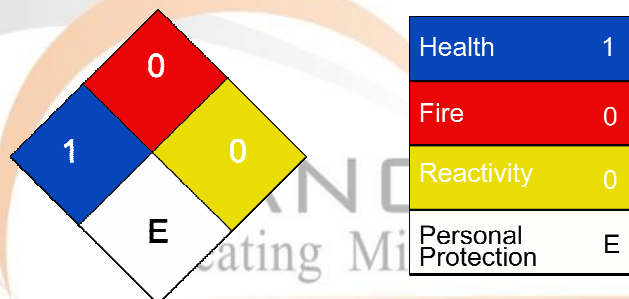 0
1
0
E
Health 1
Fire 0
Reactivity 0
Personal
Protection E